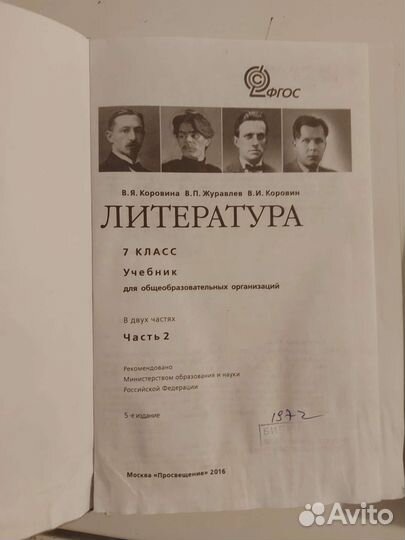 ФГОС
В.Я. Коровина В.П. Журавлев В.И. Коровин
ЛИТЕРАТУРА
7 КЛАСС
Учебник
для общеобразовательных организаций
В двух частях
Часть 2
Рекомендовано
Министерством образования и науки
Российской Федерации
5-е издание
1972
Москва «Просвещение» 2016
Avito